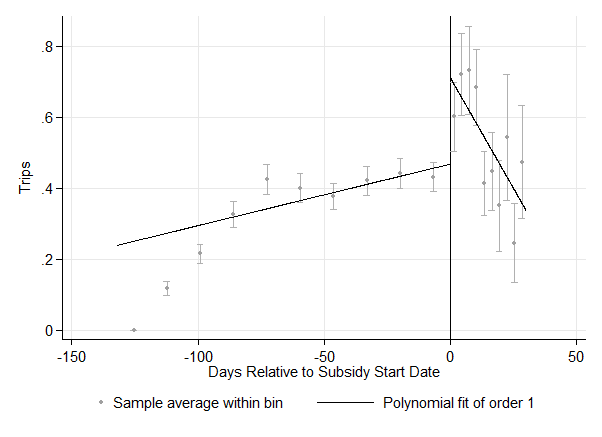 .8
.6
.4
.2
0
Trips
-150 -100 -50 0 50
Days Relative to Subsidy Start Date
Sample average within bin Polynomial fit of order 1